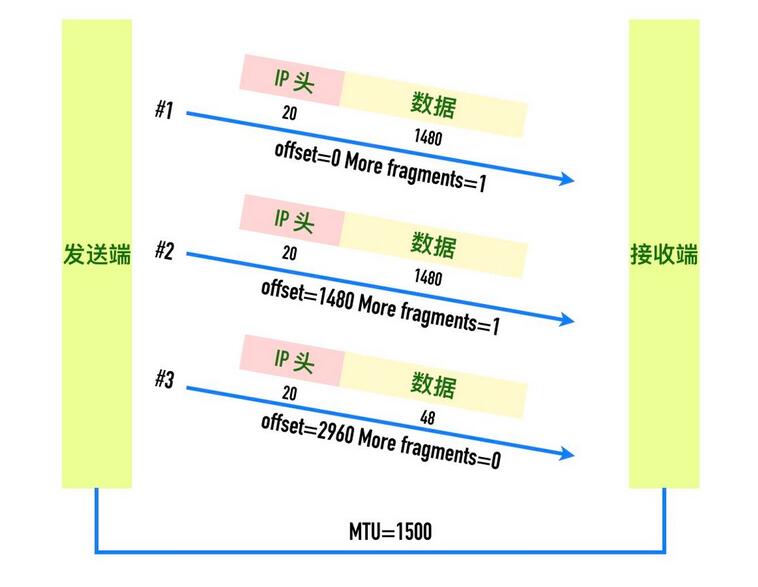 IP 头
数据
#1
20
1480
offset=0 More fragments=1
IP 头
数据
发送端
#2
20
1480
接收端
offset=1480 More fragments=1
IP 头
数据
#3
20
48
offset=2960 More fragments=0
MTU=1500